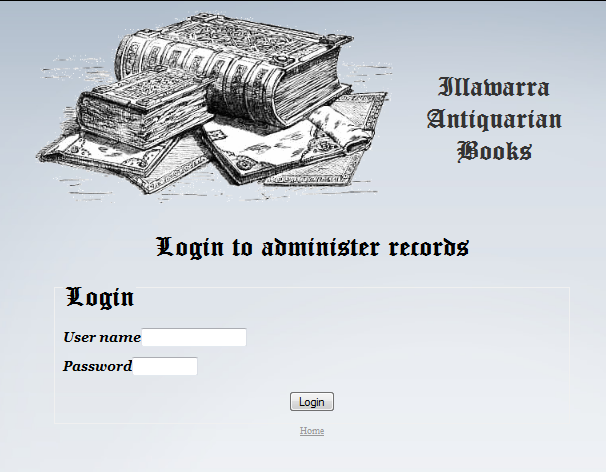 Illawarra
Antiquarian
Books
Login to administer records
Login
User name
Password
Login
Home